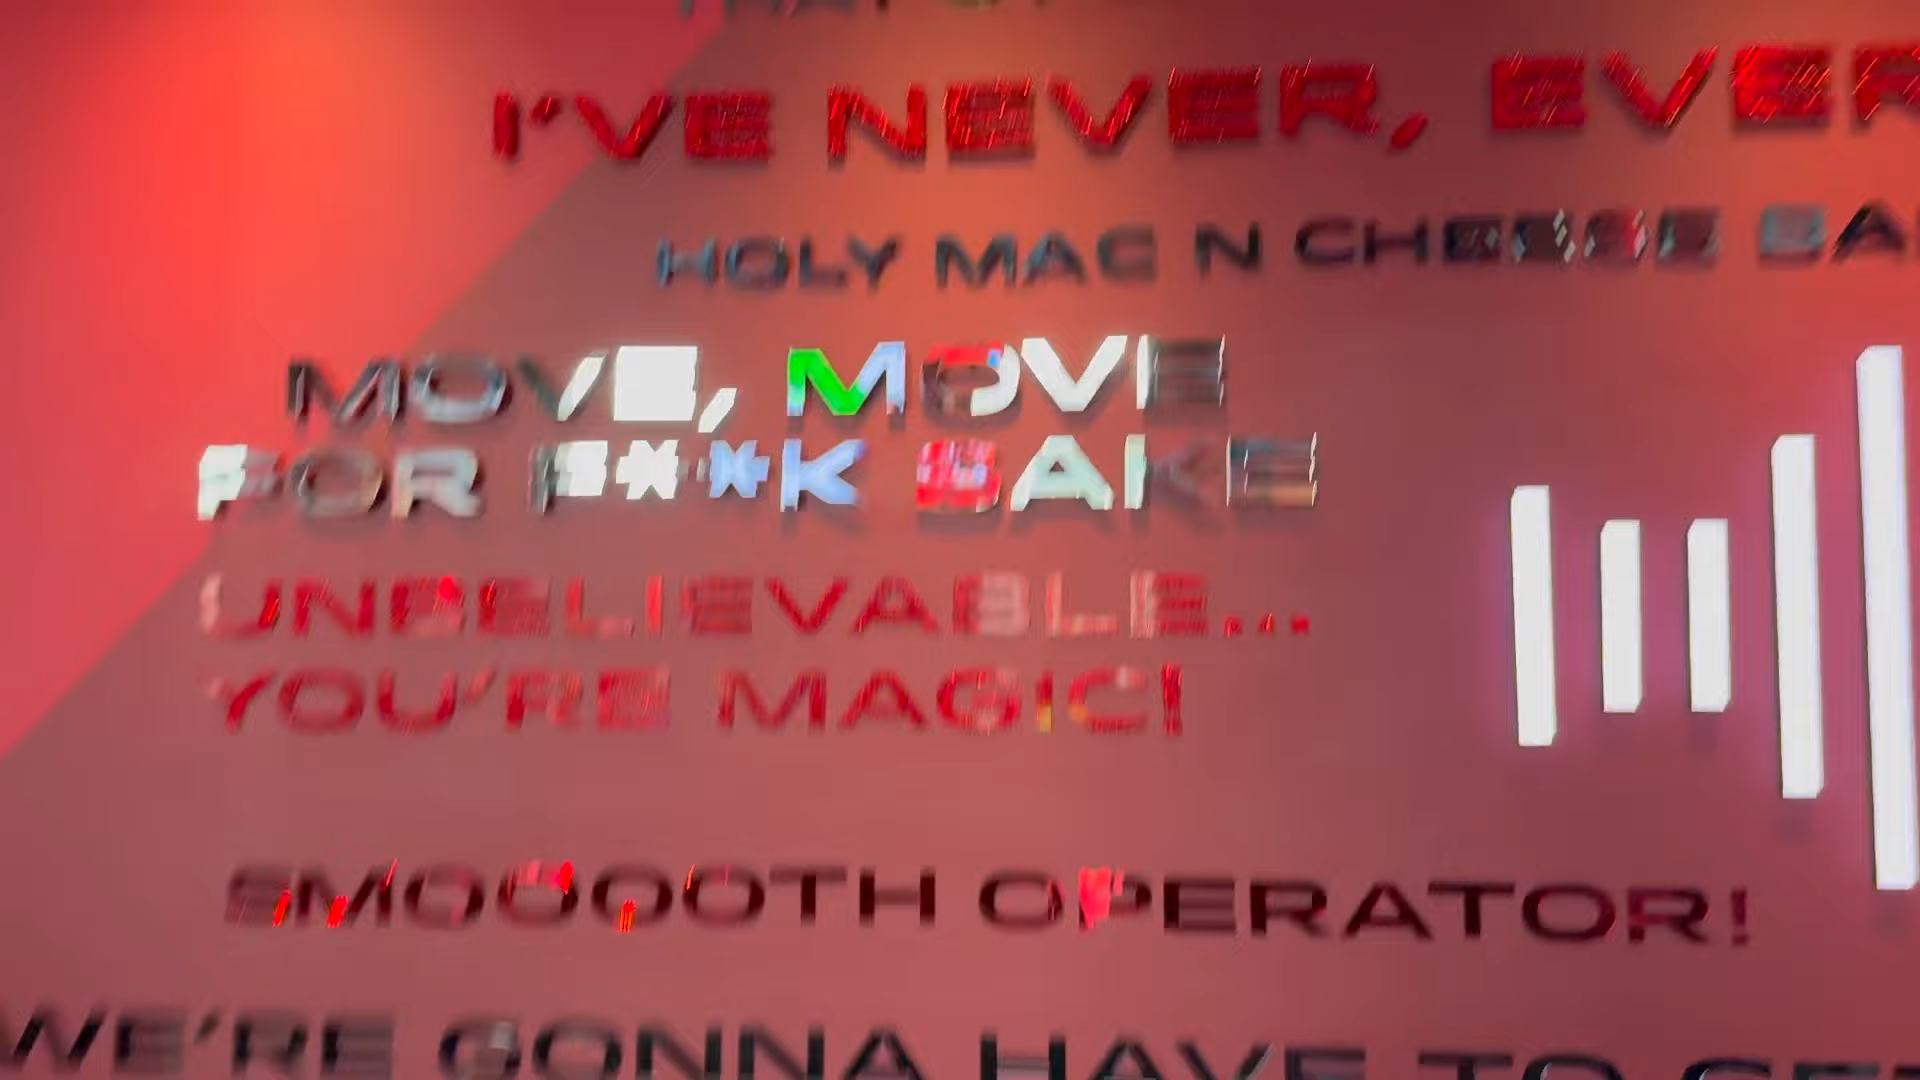 I'VE NEVER, EVER
HOLY MAC N CHEESE BA
MOVE, MOVE
FOR F**K SAKE
UNBELIEVABLE...
YOU'RE MAGIC!
SMOOOOTH OPERATOR!
WE'RE GONNA HAVE TO